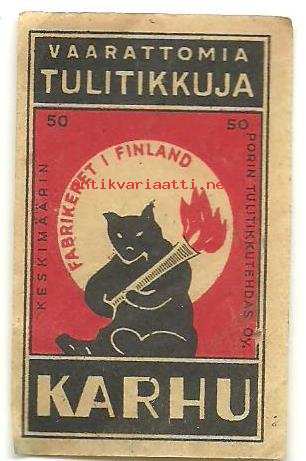 VAARATTOMIA
TULITIKKUJA
50 50
KESKIMÄÄRIN
FABRIKERET I FINLAND
PORIN TULITIKKUTEHDAS OY.
antikvariaatti.net
KARHU